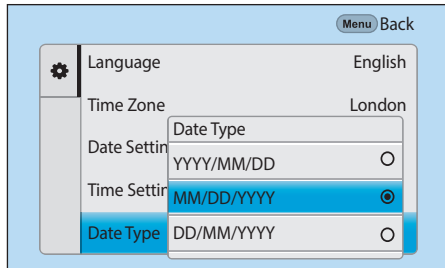 Menu Back
Language English
Time Zone London
Date Settin
Time Settin
Date Type
Date Type
YYYY/MM/DD
MM/DD/YYYY
DD/MM/YYYY